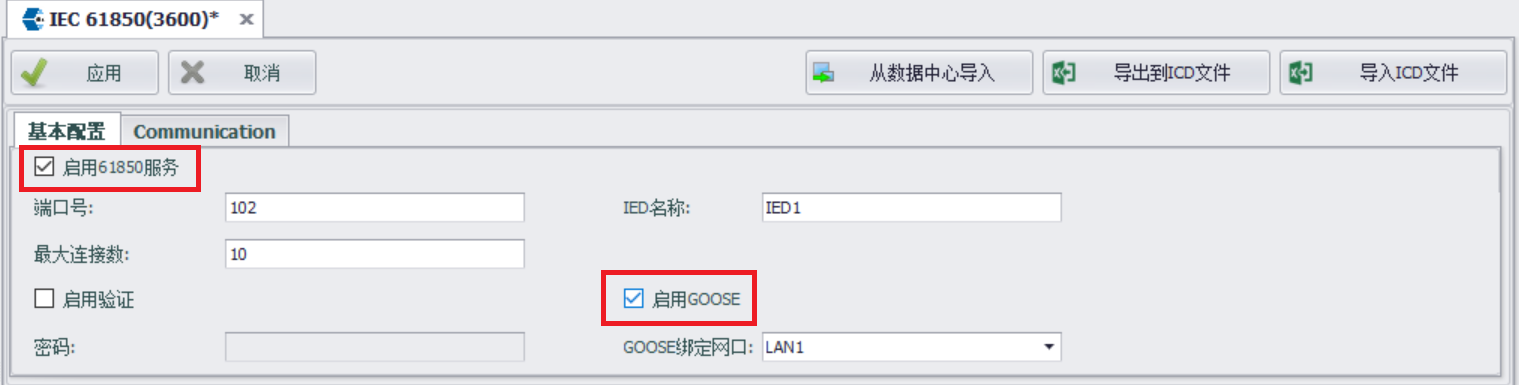 IEC 61850(3600)*
应用 取消 从数据中心导入 导出到ICD文件 导入ICD文件
基本配置 Communication
启用61850服务
端口号: 102 IED名称: IED1
最大连接数: 10
启用验证 启用GOOSE
密码: GOOSE绑定网口: LAN1